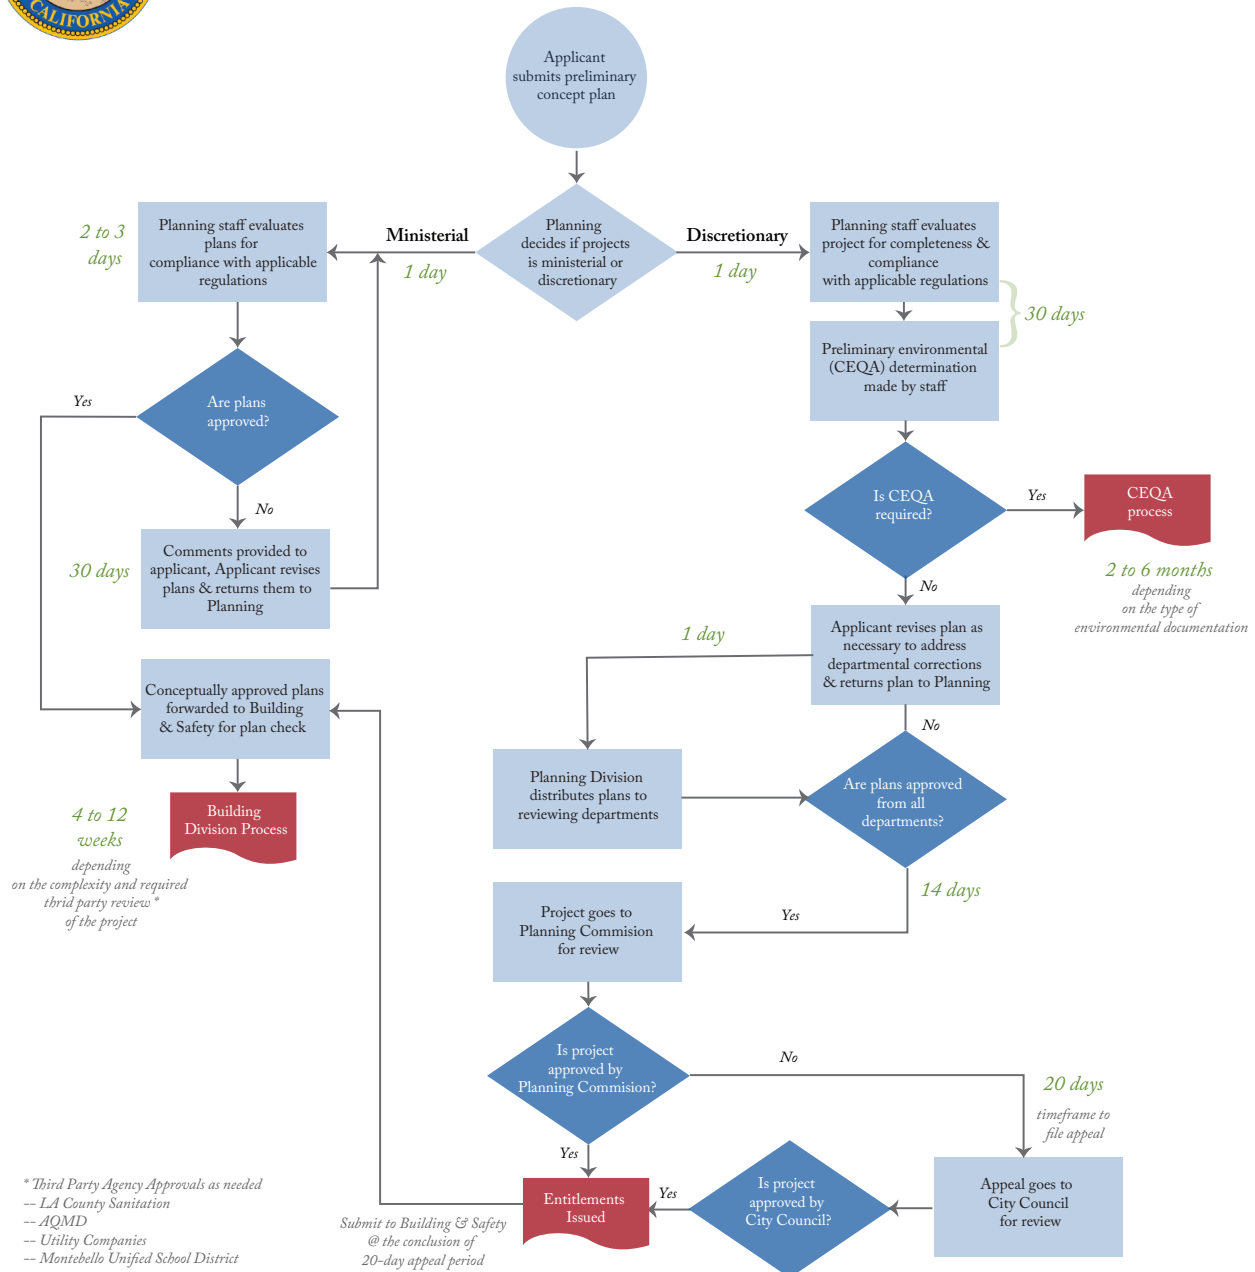 CALIFORNIA
Applicant
submits preliminary
concept plan
Planning
decides if projects
is ministerial or
discretionary
Ministerial
1 day
Discretionary
1 day
2 to 3
days
Planning staff evaluates
plans for
compliance with applicable
regulations
Are plans
approved?
Yes
No
30 days
Comments provided to
applicant, Applicant revises
plans & returns them to
Planning
Conceptually approved plans
forwarded to Building
& Safety for plan check
4 to 12
weeks
depending
on the complexity and required
thrid party review *
of the project
Building
Division Process
Planning staff evaluates
project for completeness &
compliance
with applicable regulations
30 days
Preliminary environmental
(CEQA) determination
made by staff
Is CEQA
required?
Yes
CEQA
process
2 to 6 months
depending
on the type of
environmental documentation
No
Applicant revises plan as
necessary to address
departmental corrections
& returns plan to Planning
1 day
No
Planning Division
distributes plans to
reviewing departments
Are plans approved
from all
departments?
14 days
Yes
Project goes to
Planning Commision
for review
Is project
approved by
Planning Commision?
No
20 days
timeframe to
file appeal
Yes
Appeal goes to
City Council
for review
Is project
approved by
City Council?
Yes
Entitlements
Issued
Submit to Building & Safety
@ the conclusion of
20-day appeal period
* Third Party Agency Approvals as needed
-- LA County Sanitation
-- AQMD
-- Utility Companies
-- Montebello Unified School District